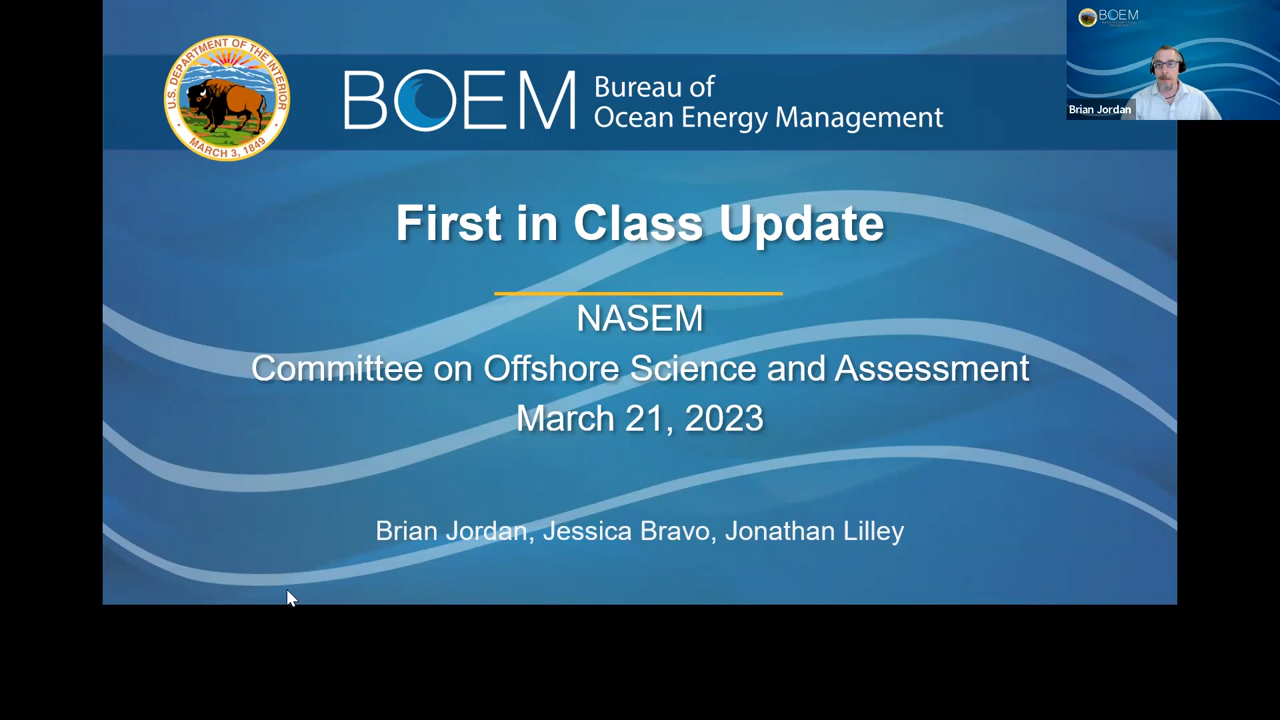 U.S. DEPARTMENT OF THE INTERIOR
MARCH 3, 1849
BOEM
Bureau of
Ocean Energy Management
First in Class Update
NASEM
Committee on Offshore Science and Assessment
March 21, 2023
Brian Jordan, Jessica Bravo, Jonathan Lilley
BOEM
Brian Jordan